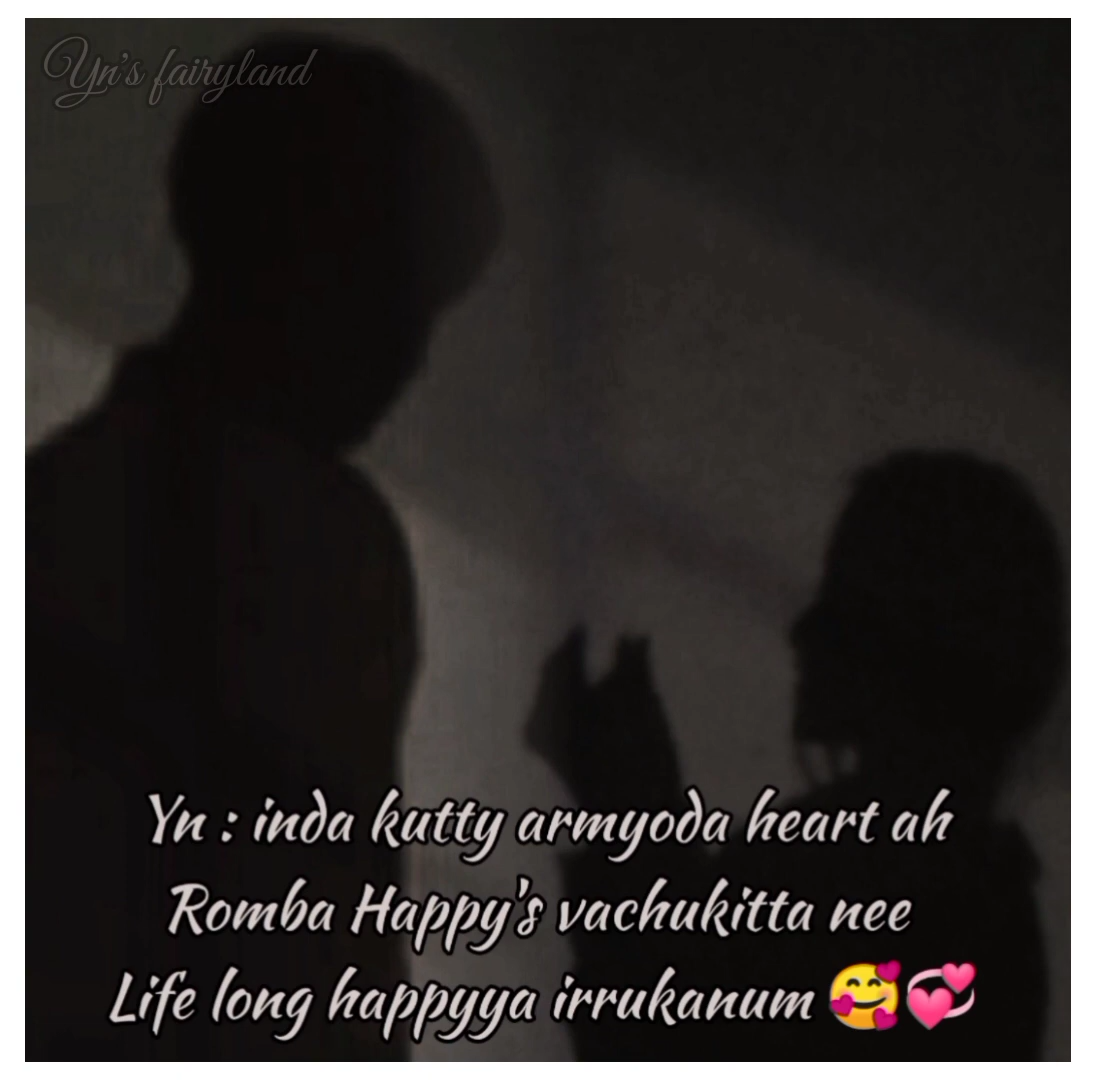 Yn's fairyland
Yn : inda kutty armyoda heart ah
Romba Happy's vachukitta nee
Life long happyya irrukanum 🥰💞